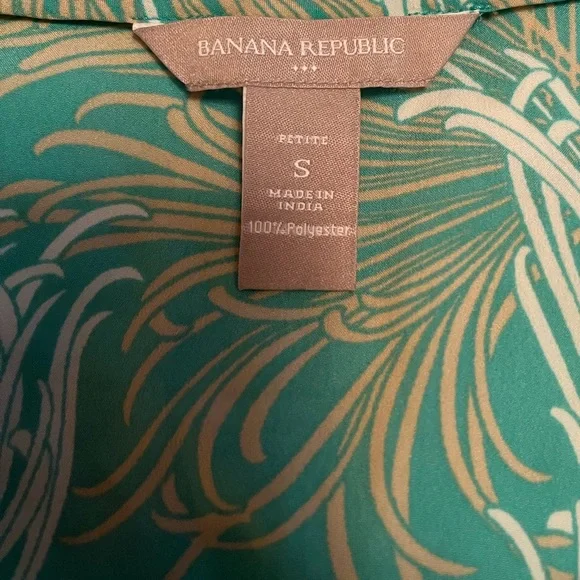 BANANA REPUBLIC
PETITE
S
MADE IN
INDIA
100% Polyester